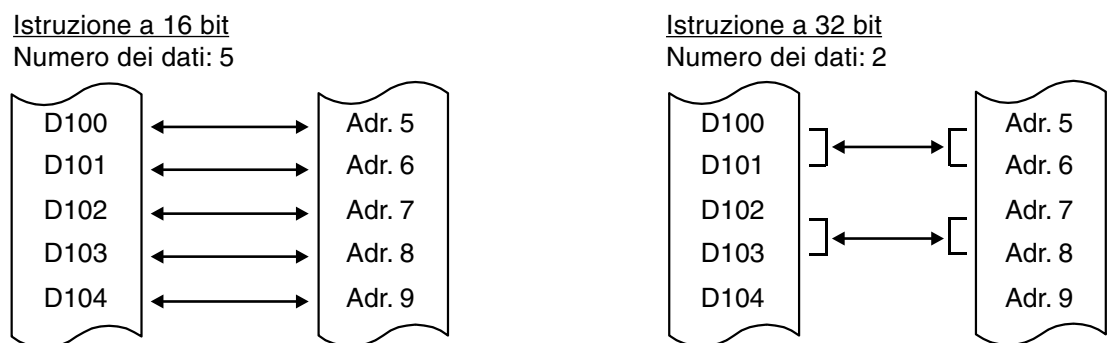 Istruzione a 16 bit
Numero dei dati: 5
D100 Adr. 5
D101 Adr. 6
D102 Adr. 7
D103 Adr. 8
D104 Adr. 9
Istruzione a 32 bit
Numero dei dati: 2
D100 Adr. 5
D101 Adr. 6
D102 Adr. 7
D103 Adr. 8
D104 Adr. 9